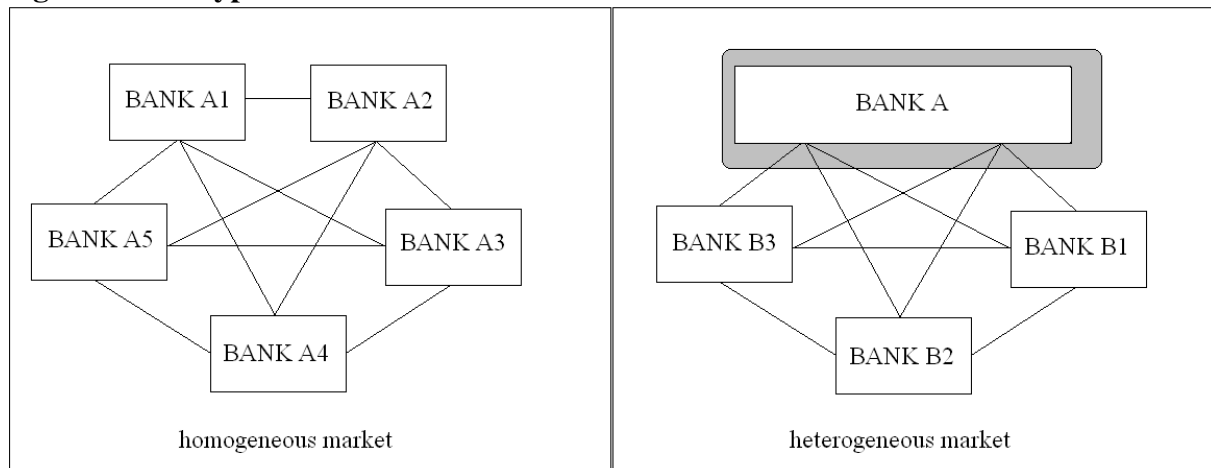 BANK A1
BANK A2
BANK A5
BANK A3
BANK A4
homogeneous market
BANK A
BANK B3
BANK B1
BANK B2
heterogeneous market